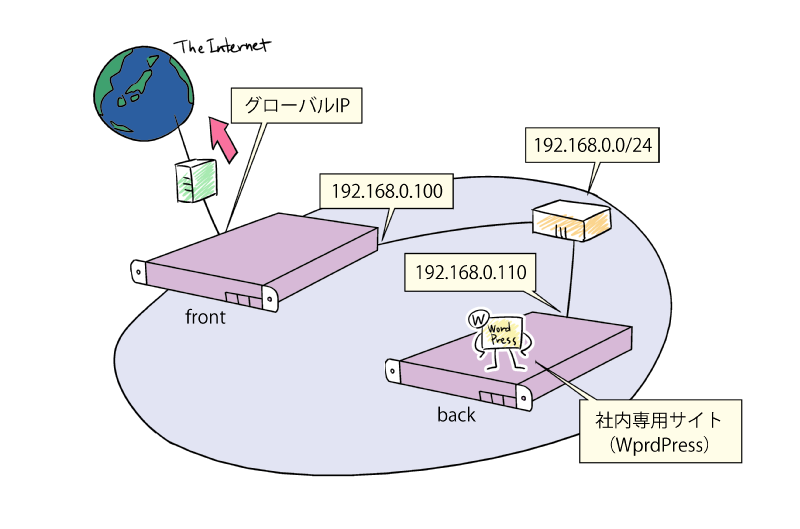 The Internet
グローバルIP
192.168.0.0/24
192.168.0.100
192.168.0.110
front
W
Word
Press
back
社内専用サイト
（WprdPress）